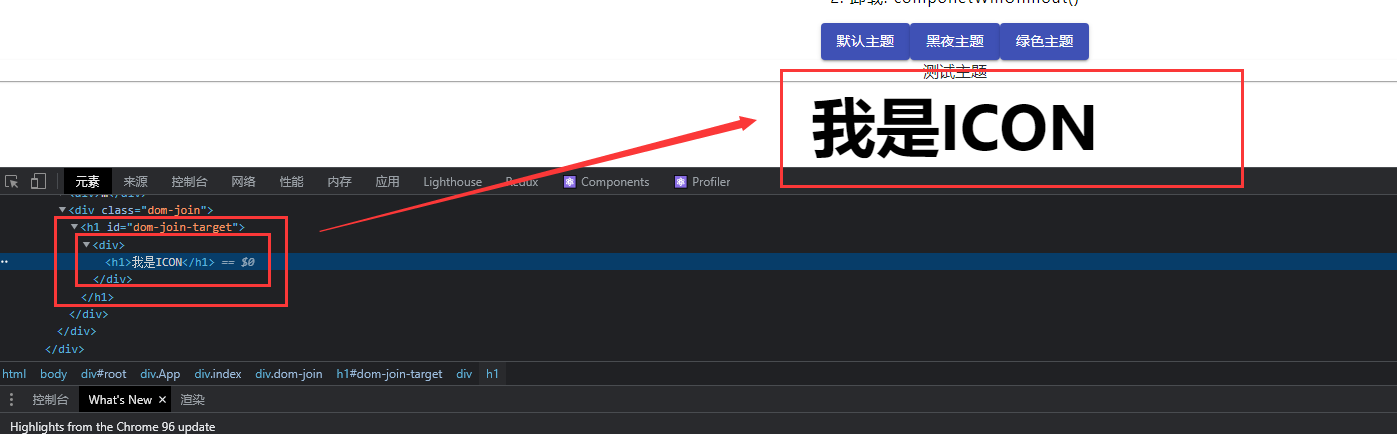 默认主题 黑夜主题 绿色主题
测试主题
我是ICON
元素 来源 控制台 网络 性能 内存 应用 Lighthouse Redux Components Profiler
<div class="dom-join">
<h1 id="dom-join-target">
<div>
<h1>我是ICON</h1> == $0
</div>
</h1>
</div>
</div>
</div>
html body div#root div.App div.index div.dom-join h1#dom-join-target div h1
控制台 What's New × 渲染
Highlights from the Chrome 96 update